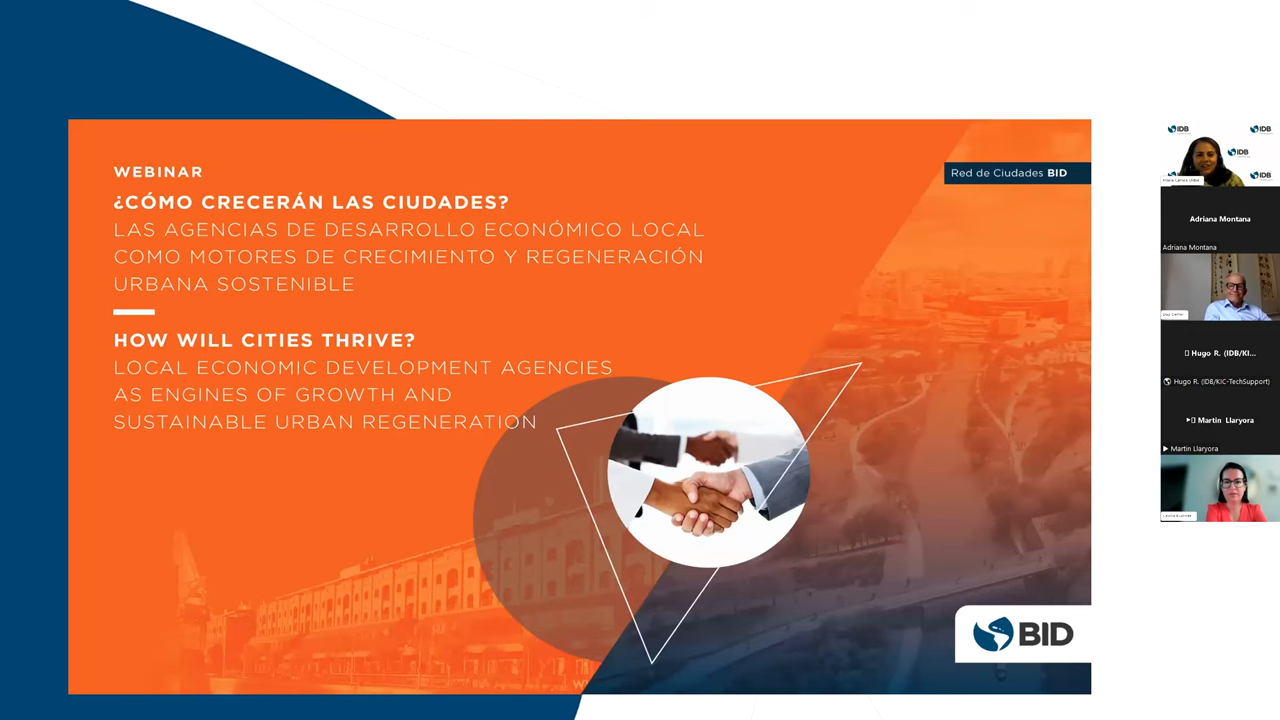 WEBINAR
¿CÓMO CRECERÁN LAS CIUDADES?
LAS AGENCIAS DE DESARROLLO ECONÓMICO LOCAL
COMO MOTORES DE CRECIMIENTO Y REGENERACIÓN
URBANA SOSTENIBLE
HOW WILL CITIES THRIVE?
LOCAL ECONOMIC DEVELOPMENT AGENCIES
AS ENGINES OF GROWTH AND
SUSTAINABLE URBAN REGENERATION
Red de Ciudades BID
BID
IDB
IDB
IDB
IDB
Adriana Montana
Adriana Montana
Hugo R. (IDB/KI...
Hugo R. (IDB/KIC-TechSupport)
Martin Llaryora
Martin Llaryora